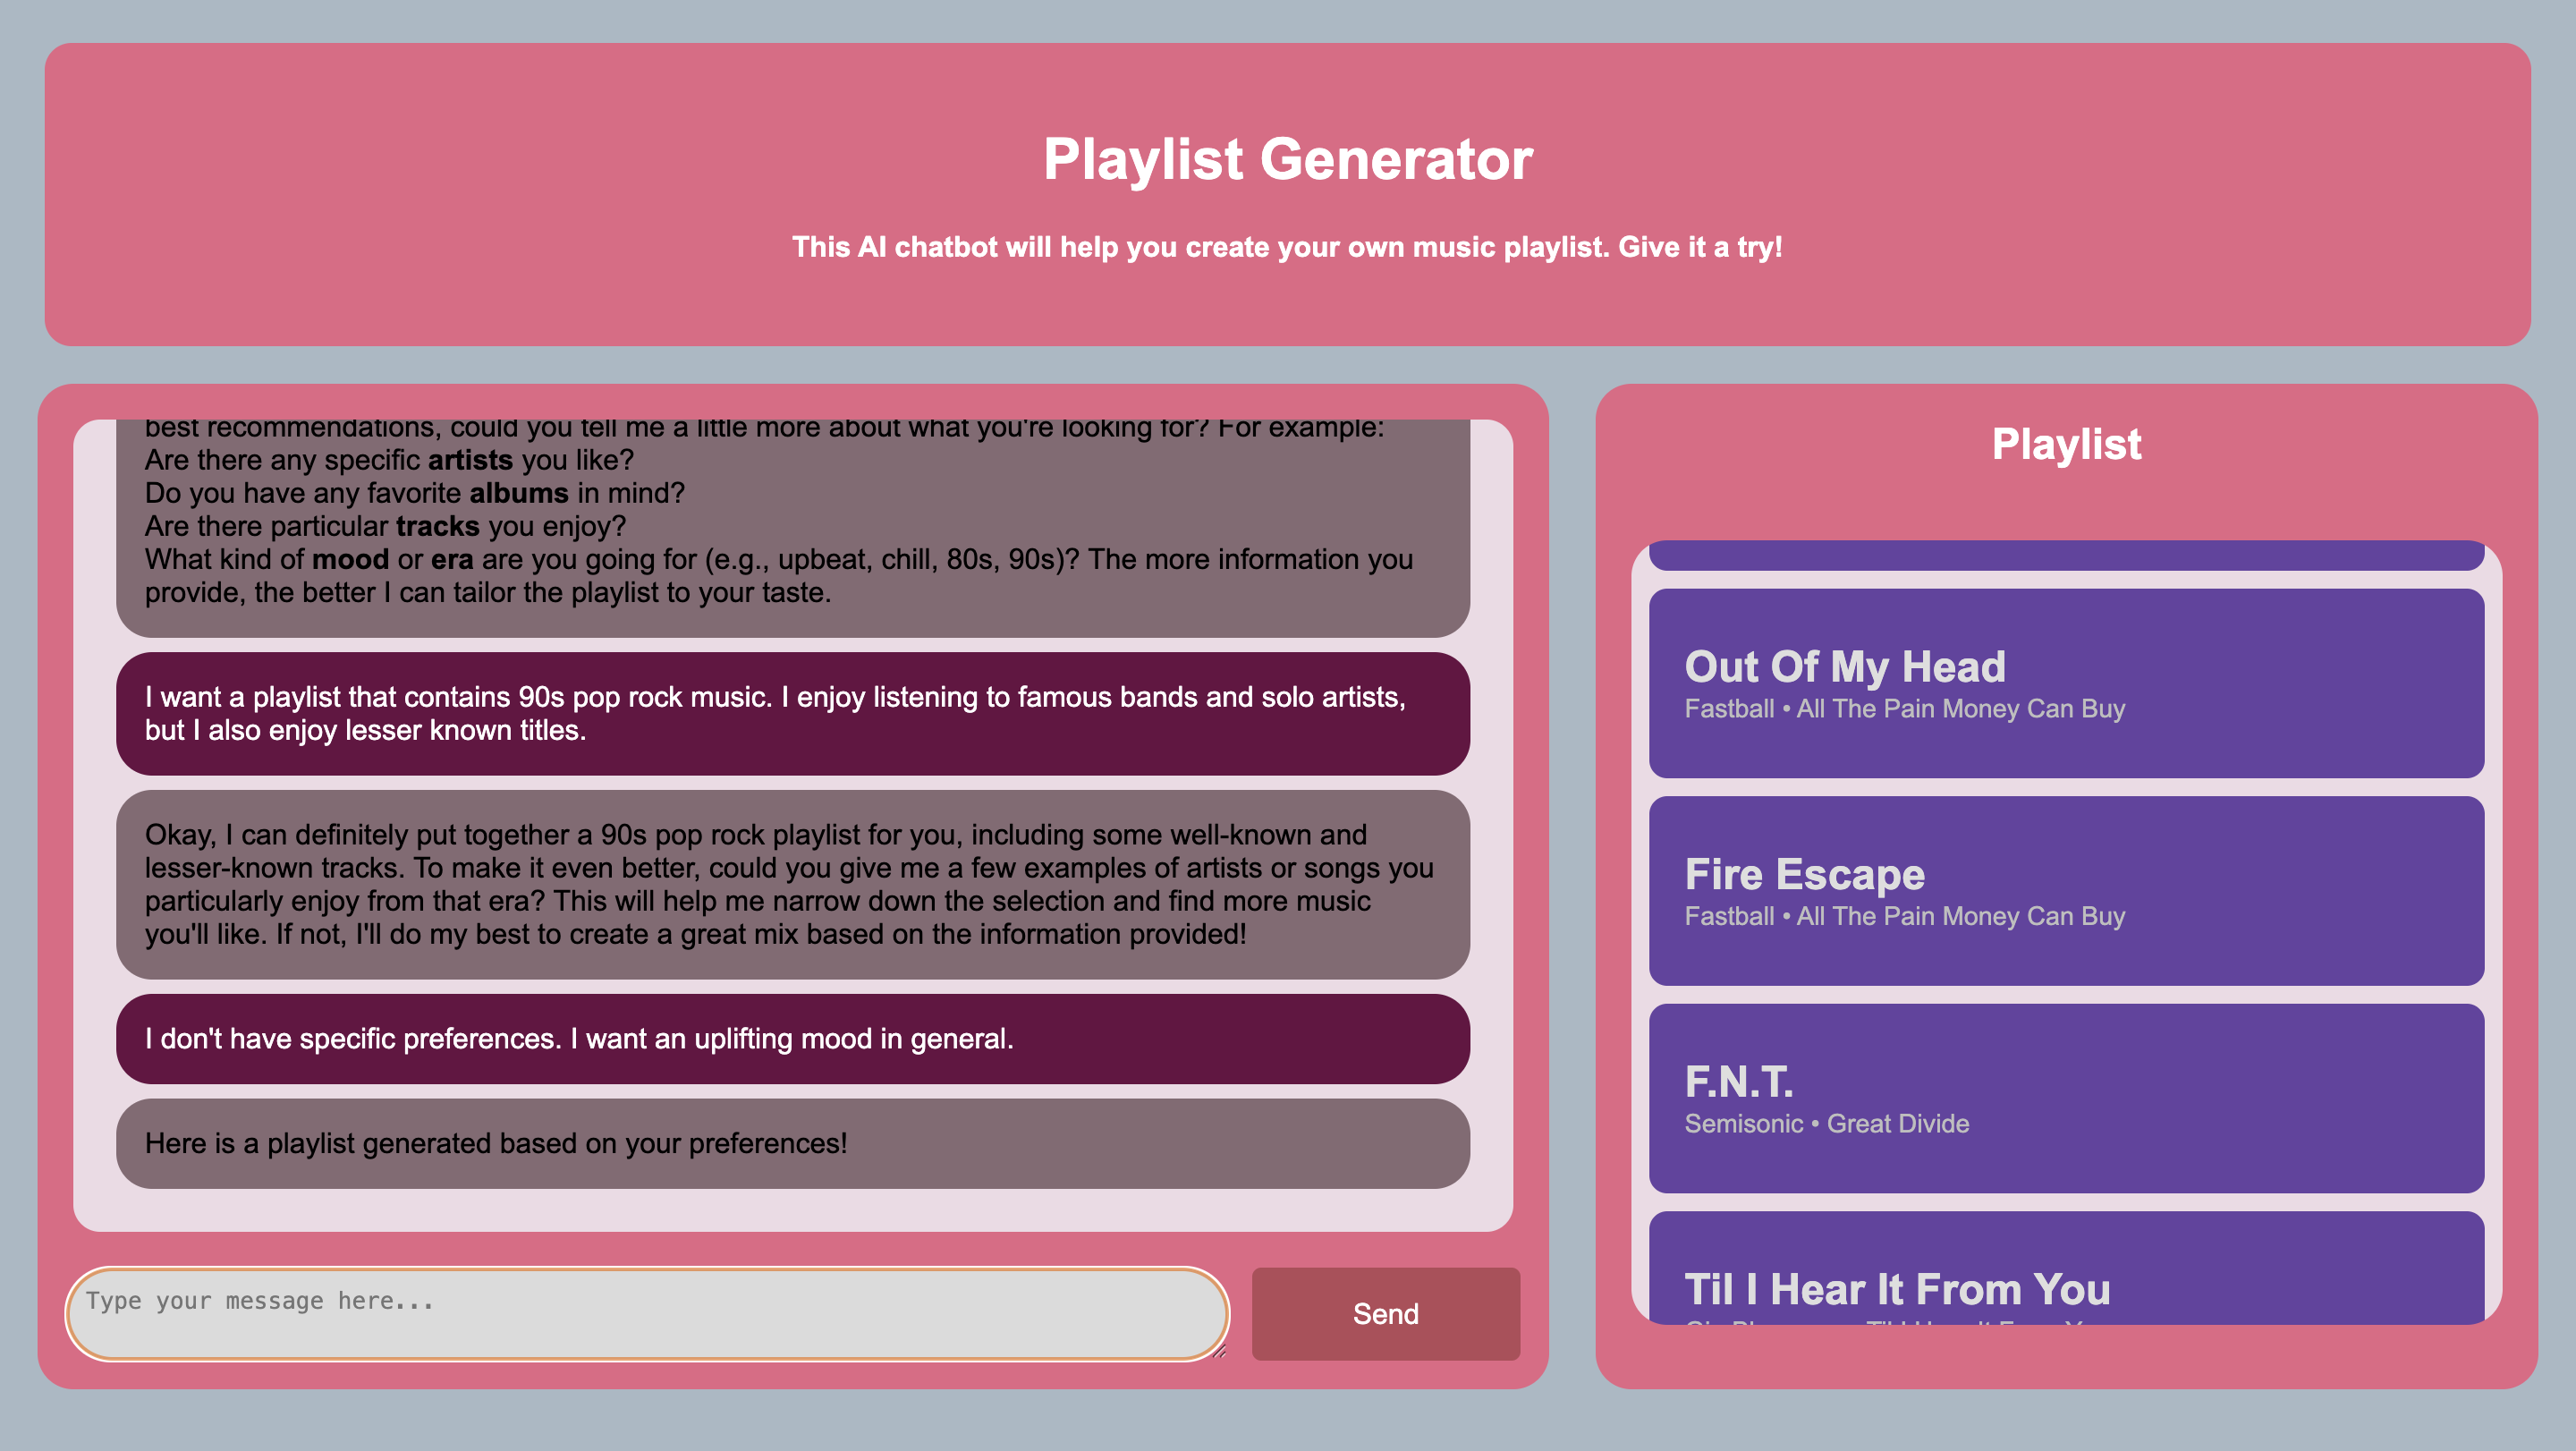 Playlist Generator
This AI chatbot will help you create your own music playlist. Give it a try!
best recommendations, could you tell me a little more about what you're looking for? For example:
Are there any specific artists you like?
Do you have any favorite albums in mind?
Are there particular tracks you enjoy?
What kind of mood or era are you going for (e.g., upbeat, chill, 80s, 90s)? The more information you
provide, the better I can tailor the playlist to your taste.
I want a playlist that contains 90s pop rock music. I enjoy listening to famous bands and solo artists,
but I also enjoy lesser known titles.
Okay, I can definitely put together a 90s pop rock playlist for you, including some well-known and
lesser-known tracks. To make it even better, could you give me a few examples of artists or songs you
particularly enjoy from that era? This will help me narrow down the selection and find more music
you'll like. If not, I'll do my best to create a great mix based on the information provided!
I don't have specific preferences. I want an uplifting mood in general.
Here is a playlist generated based on your preferences!
Type your message here...
Send
Playlist
Out Of My Head
Fastball • All The Pain Money Can Buy
Fire Escape
Fastball • All The Pain Money Can Buy
F.N.T.
Semisonic • Great Divide
Til I Hear It From You